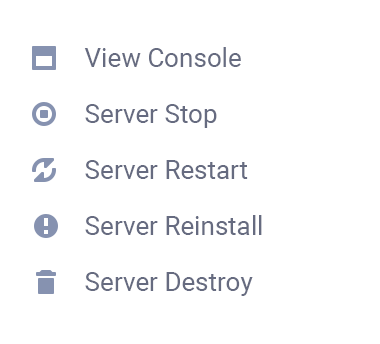 View Console
Server Stop
Server Restart
Server Reinstall
Server Destroy